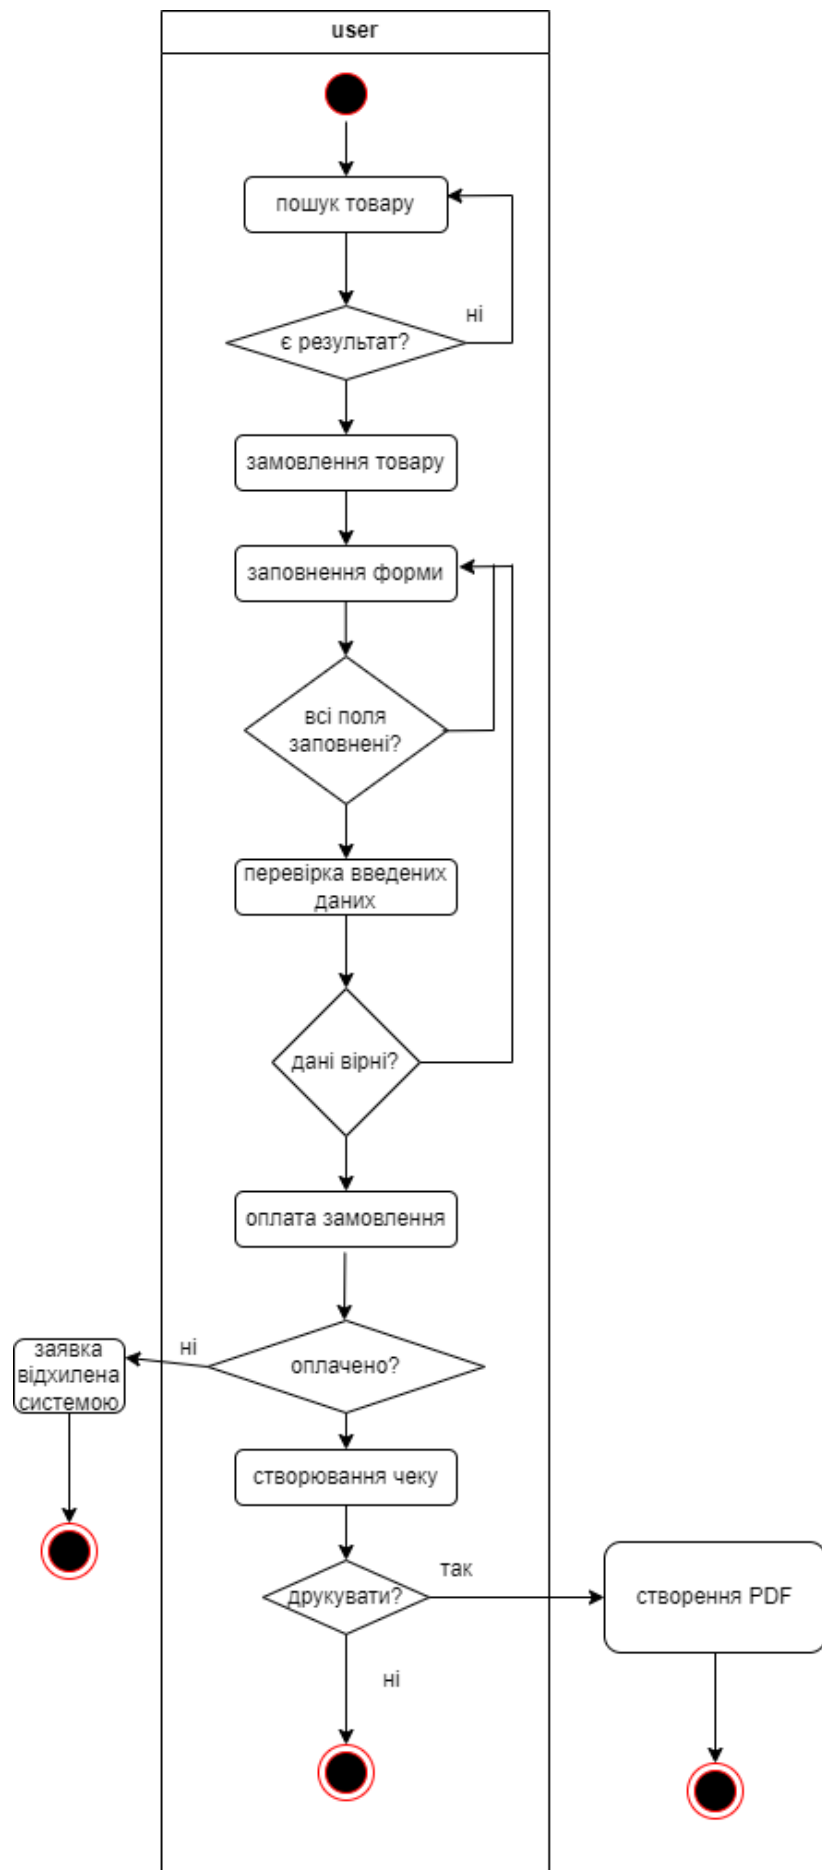 user
пошук товару
ні
є результат?
замовлення товару
заповнення форми
всі поля
заповнені?
перевірка введених
даних
дані вірні?
оплата замовлення
ні
заявка
відхилена
системою
оплачено?
створювання чеку
так
друкувати?
створення PDF
ні